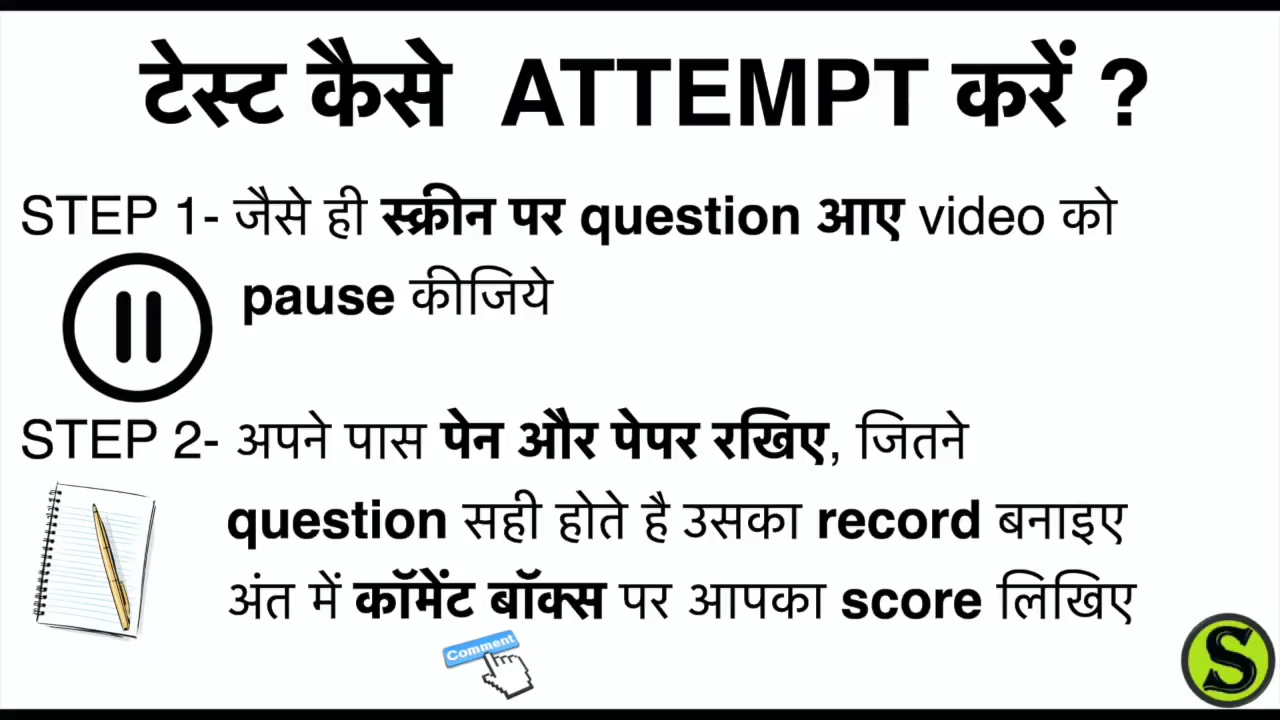 टेस्ट कैसे ATTEMPT करें ?
STEP 1- जैसे ही स्क्रीन पर question आए video को
pause कीजिये
STEP 2- अपने पास पेन और पेपर रखिए, जितने
question सही होते है उसका record बनाइए
अंत में कॉमेंट बॉक्स पर आपका score लिखिए
Comment
S